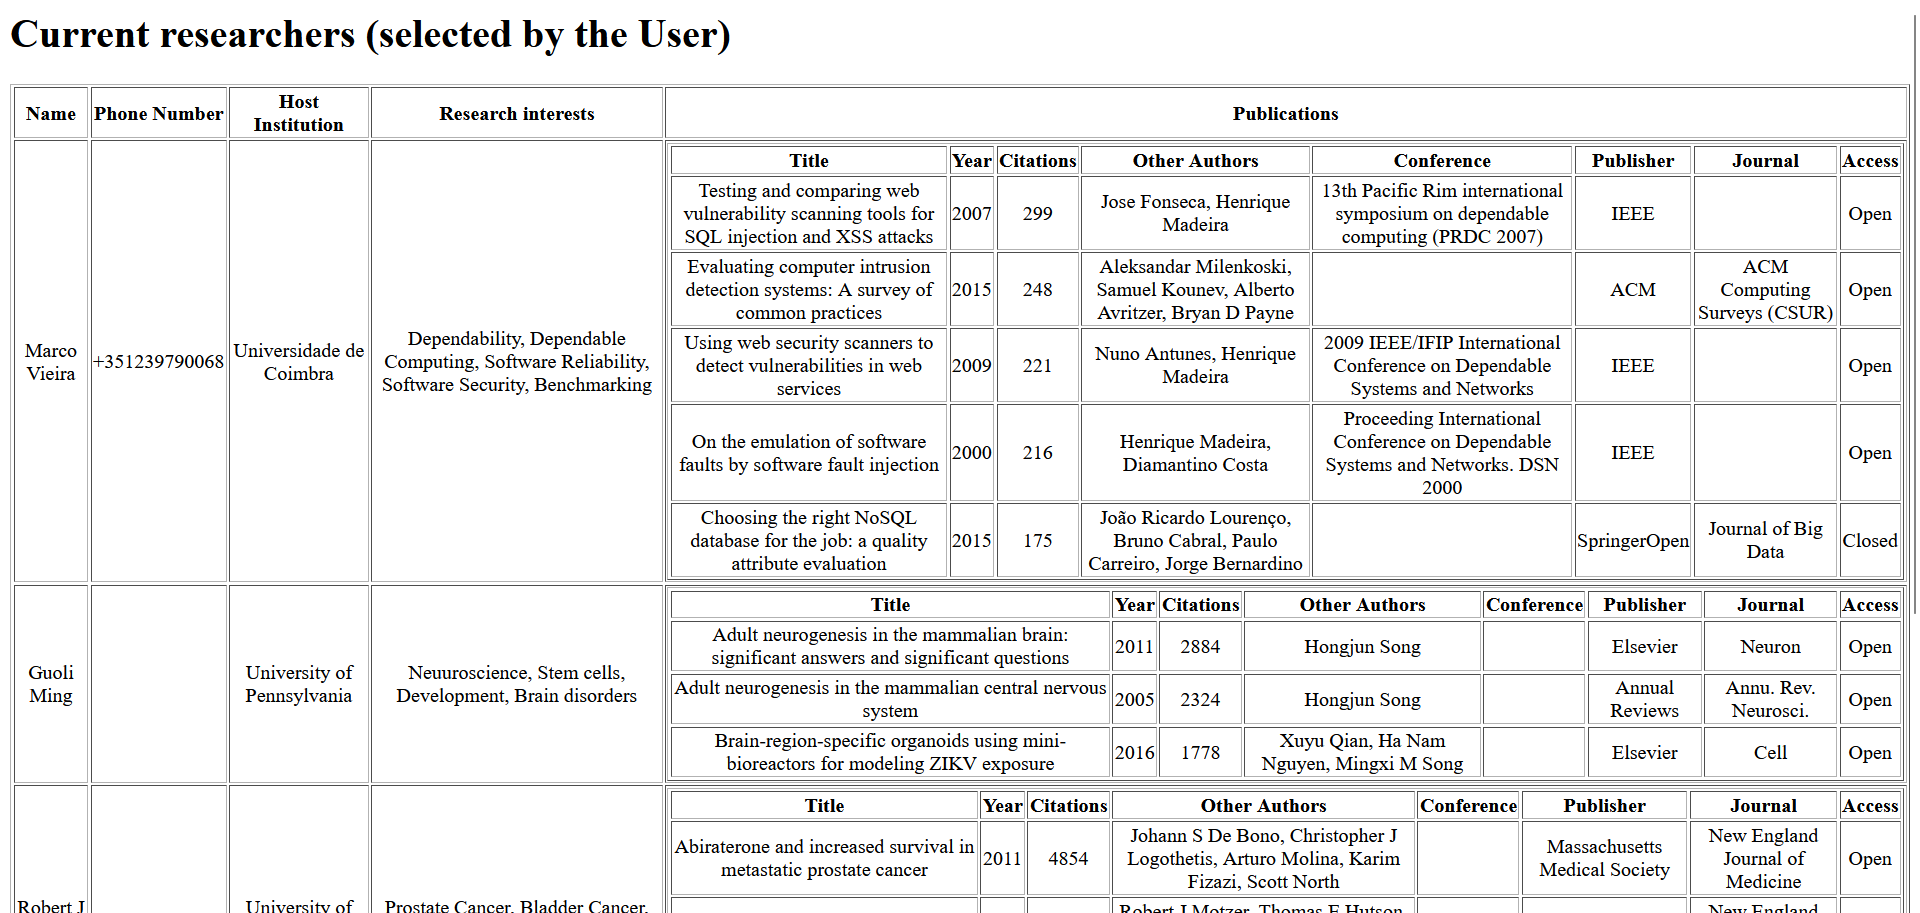 Current researchers (selected by the User)
Name Phone Number Host Institution Research interests Publications
Marco Vieira +351239790068 Universidade de Coimbra Dependability, Dependable Computing, Software Reliability, Software Security, Benchmarking
Title Year Citations Other Authors Conference Publisher Journal Access
Testing and comparing web vulnerability scanning tools for SQL injection and XSS attacks 2007 299 Jose Fonseca, Henrique Madeira 13th Pacific Rim international symposium on dependable computing (PRDC 2007) IEEE Open
Evaluating computer intrusion detection systems: A survey of common practices 2015 248 Aleksandar Milenkoski, Samuel Kounev, Alberto Avritzer, Bryan D Payne ACM ACM Computing Surveys (CSUR) Open
Using web security scanners to detect vulnerabilities in web services 2009 221 Nuno Antunes, Henrique Madeira 2009 IEEE/IFIP International Conference on Dependable Systems and Networks IEEE Open
On the emulation of software faults by software fault injection 2000 216 Henrique Madeira, Diamantino Costa Proceeding International Conference on Dependable Systems and Networks. DSN 2000 IEEE Open
Choosing the right NoSQL database for the job: a quality attribute evaluation 2015 175 João Ricardo Lourenço, Bruno Cabral, Paulo Carreiro, Jorge Bernardino SpringerOpen Journal of Big Data Closed
Guoli Ming University of Pennsylvania Neuuroscience, Stem cells, Development, Brain disorders
Title Year Citations Other Authors Conference Publisher Journal Access
Adult neurogenesis in the mammalian brain: significant answers and significant questions 2011 2884 Hongjun Song Elsevier Neuron Open
Adult neurogenesis in the mammalian central nervous system 2005 2324 Hongjun Song Annual Reviews Annu. Rev. Neurosci. Open
Brain-region-specific organoids using mini-bioreactors for modeling ZIKV exposure 2016 1778 Xuyu Qian, Ha Nam Nguyen, Mingxi M Song Elsevier Cell Open
Robert J University of Prostate Cancer, Bladder Cancer,
Title Year Citations Other Authors Conference Publisher Journal Access
Abiraterone and increased survival in metastatic prostate cancer 2011 4854 Johann S De Bono, Christopher J Logothetis, Arturo Molina, Karim Fizazi, Scott North Massachusetts Medical Society New England Journal of Medicine Open
Robert J Motzer, Thomas E Hutson New England